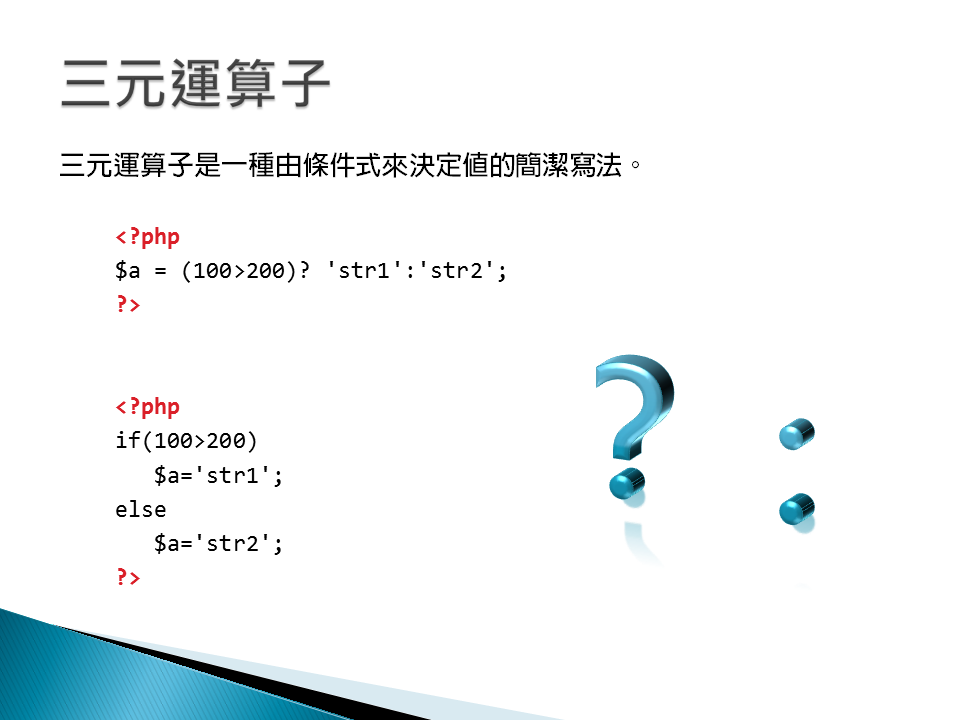 三元運算子
三元運算子是一種由條件式來決定值的簡潔寫法。
<?php
$a = (100>200)? 'str1':'str2';
?>
<?php
if(100>200)
   $a='str1';
else
   $a='str2';
?>
? :